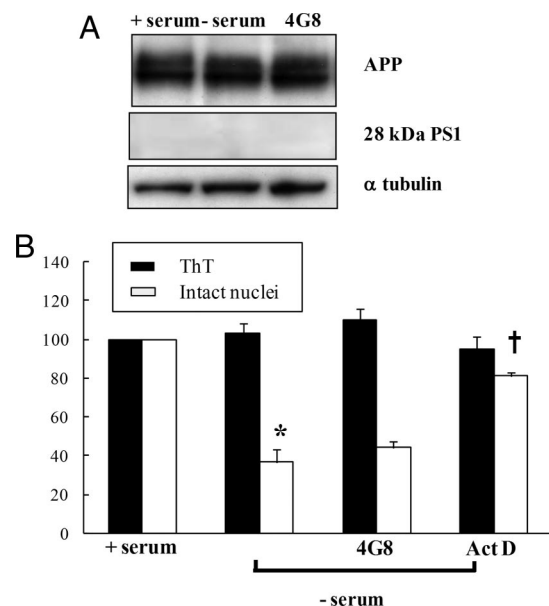 A
+ serum - serum 4G8
APP
28 kDa PS1
α tubulin
B
ThT
Intact nuclei
140
120
100
80
60
40
20
0
*
†
+ serum 4G8 Act D
- serum